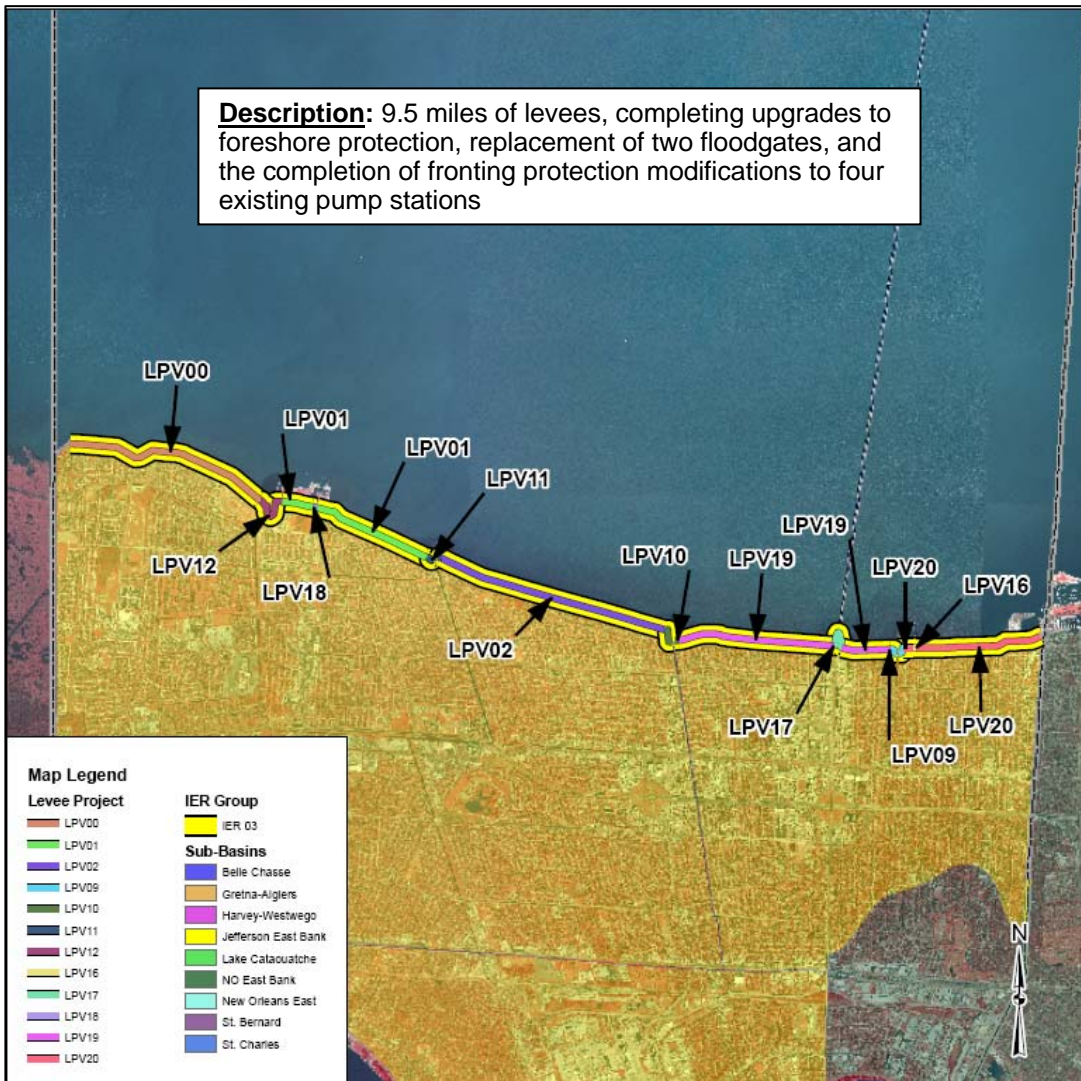 Description: 9.5 miles of levees, completing upgrades to
foreshore protection, replacement of two floodgates, and
the completion of fronting protection modifications to four
existing pump stations
LPV00
LPV01
LPV01
LPV11
LPV12
LPV18
LPV02
LPV10
LPV19
LPV19
LPV20
LPV16
LPV17
LPV09
LPV20
Map Legend
Levee Project
LPV00
LPV01
LPV02
LPV09
LPV10
LPV11
LPV12
LPV16
LPV17
LPV18
LPV19
LPV20
IER Group
IER 03
Sub-Basins
Belle Chasse
Gretna-Algiers
Harvey-Westwego
Jefferson East Bank
Lake Cataouatche
NO East Bank
New Orleans East
St. Bernard
St. Charles
N